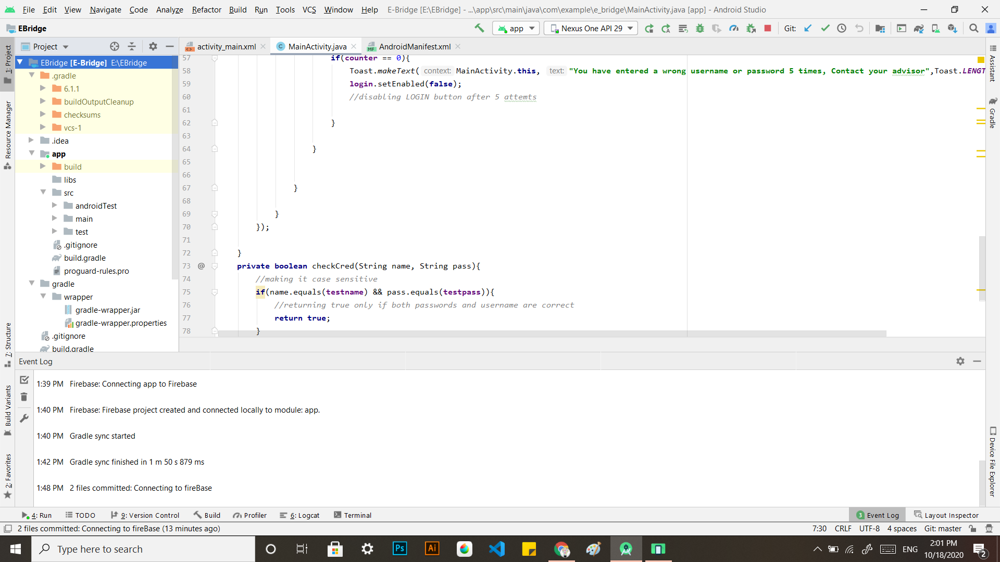 File Edit View Navigate Code Analyze Refactor Build Run Tools VCS Window Help E-Bridge [E:\EBridge] - ...\app\src\main\java\com\example\e_bridge\MainActivity.java [app] - Android Studio
EBridge app Nexus One API 29 Git:
Project activity_main.xml MainActivity.java AndroidManifest.xml
1: Project
Resource Manager
7: Structure
Build Variants
2: Favorites
EBridge [E-Bridge] E:\EBridge
.gradle
6.1.1
buildOutputCleanup
checksums
vcs-1
.idea
app
build
libs
src
androidTest
main
test
.gitignore
build.gradle
proguard-rules.pro
gradle
wrapper
gradle-wrapper.jar
gradle-wrapper.properties
.gitignore
build.gradle
57 if(counter == 0){
58 Toast.makeText( context: MainActivity.this, text: "You have entered a wrong username or password 5 times, Contact your advisor",Toast.LENGT
59 login.setEnabled(false);
60 //disabling LOGIN button after 5 attemts
61
62 }
63
64 }
65
66
67 }
68
69 }
70 });
71
72 }
73 @ private boolean checkCred(String name, String pass){
74 //making it case sensitive
75 if(name.equals(testname) && pass.equals(testpass)){
76 //returning true only if both passwords and username are correct
77 return true;
78 }
Assistant
Gradle
Device File Explorer
Event Log
1:39 PM Firebase: Connecting app to Firebase
1:40 PM Firebase: Firebase project created and connected locally to module: app.
1:40 PM Gradle sync started
1:42 PM Gradle sync finished in 1 m 50 s 879 ms
1:48 PM 2 files committed: Connecting to fireBase
4: Run TODO 9: Version Control Build Profiler 6: Logcat Terminal 3 Event Log Layout Inspector
2 files committed: Connecting to fireBase (13 minutes ago) 7:30 CRLF UTF-8 4 spaces Git: master
Type here to search Ps Ai ENG 2:01 PM
10/18/2020 2